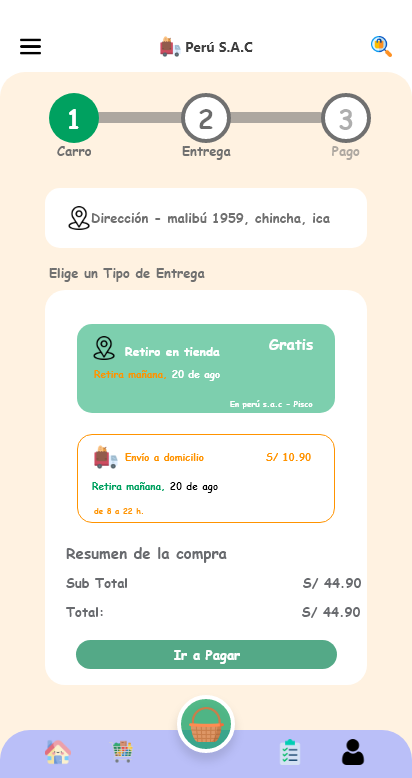 Perú S.A.C
1 2 3
Carro Entrega Pago
Dirección - malibú 1959, chincha, ica
Elige un Tipo de Entrega
Gratis
Retiro en tienda
Retira mañana, 20 de ago
En perú s.a.c - Pisco
Envío a domicilio S/ 10.90
Retira mañana, 20 de ago
de 8 a 22 h.
Resumen de la compra
Sub Total S/ 44.90
Total: S/ 44.90
Ir a Pagar